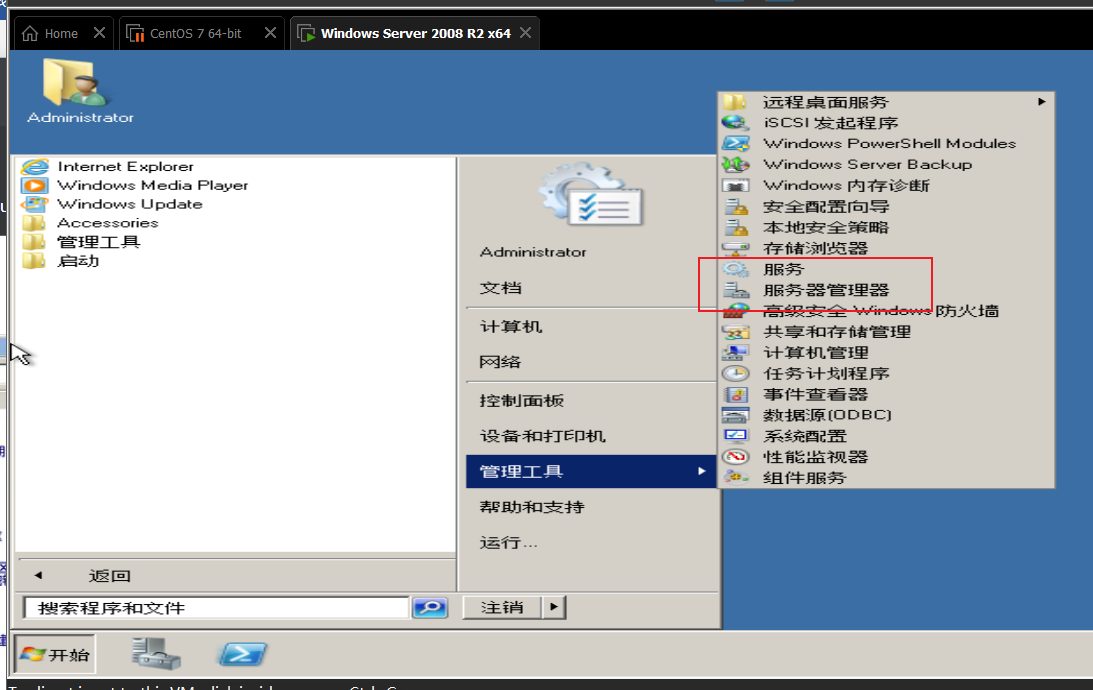 Home
CentOS 7 64-bit
Windows Server 2008 R2 x64
Administrator
Internet Explorer
Windows Media Player
Windows Update
Accessories
管理工具
启动
返回
搜索程序和文件
Administrator
文档
计算机
网络
控制面板
设备和打印机
管理工具
帮助和支持
运行...
注销
远程桌面服务
iSCSI 发起程序
Windows PowerShell Modules
Windows Server Backup
Windows 内存诊断
安全配置向导
本地安全策略
存储浏览器
服务
服务器管理器
高级安全 Windows 防火墙
共享和存储管理
计算机管理
任务计划程序
事件查看器
数据源(ODBC)
系统配置
性能监视器
组件服务
开始